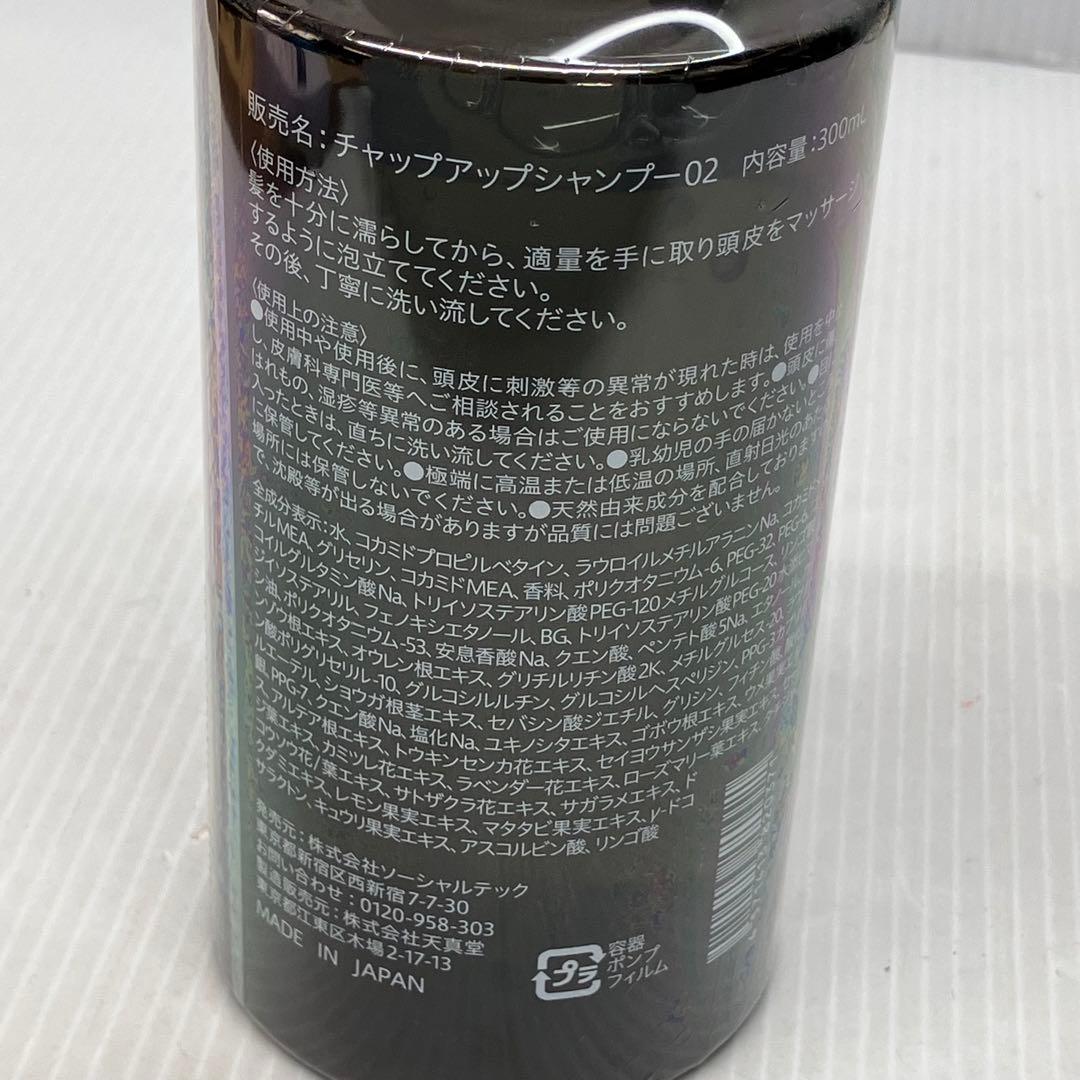 販売名：チャップアップシャンプー02　内容量：300mL
〈使用方法〉
髪を十分に濡らしてから、適量を手に取り頭皮をマッサージ
するように泡立ててください。
その後、丁寧に洗い流してください。
〈使用上の注意〉
●使用中や使用後に、頭皮に刺激等の異常が現れた時は、使用を中
し、皮膚科専門医等へご相談されることをおすすめします。●頭皮に
はれもの、湿疹等異常のある場合はご使用にならないでください。
入ったときは、直ちに洗い流してください。●乳幼児の手の届かないと
に保管してください。●極端に高温または低温の場所、直射日光のあた
場所には保管しないでください。●天然由来成分を配合しております
で、沈殿等が出る場合がありますが品質には問題ございません。
全成分表示：水、コカミドプロピルベタイン、ラウロイルメチルアラニンNa、コカミド
チルMEA、グリセリン、コカミドMEA、香料、ポリクオタニウム-6、PEG-32、PEG-6、
コイルグルタミン酸Na、トリイソステアリン酸PEG-120メチルグルコース、リンゴ
ジイソステアリル、フェノキシエタノール、BG、トリイソステアリン酸PEG-20、
ン油、ポリクオタニウム-53、安息香酸Na、クエン酸、ペンテト酸5Na、エタノール、
ンゾウ根エキス、オウレン根エキス、グリチルリチン酸2K、メチルグルセス-20、
ン酸ポリグリセリル-10、グルコシルルチン、グルコシルヘスペリジン、PPG-3カ
ルエーテル、ショウガ根茎エキス、セバシン酸ジエチル、グリシン、フィチン酸、
銀、PPG-7、クエン酸Na、塩化Na、ユキノシタエキス、ゴボウ根エキス、ウメ果実エ
ス、アルテア根エキス、トウキンセンカ花エキス、セイヨウサンザシ果実エキス、
ン葉エキス、カミツレ花エキス、ラベンダー花エキス、ローズマリー葉エキス、
コウソウ花/葉エキス、サトザクラ花エキス、サガラメエキス、ド
クダミエキス、レモン果実エキス、マタタビ果実エキス、γ-ドコ
サラクトン、キュウリ果実エキス、アスコルビン酸、リンゴ酸
発売元：株式会社ソーシャルテック
東京都新宿区西新宿7-7-30
お問い合わせ：0120-958-303
製造販売元：株式会社天真堂
東京都江東区木場2-17-13
MADE IN JAPAN
プラ
容器
ポンプ
フィルム